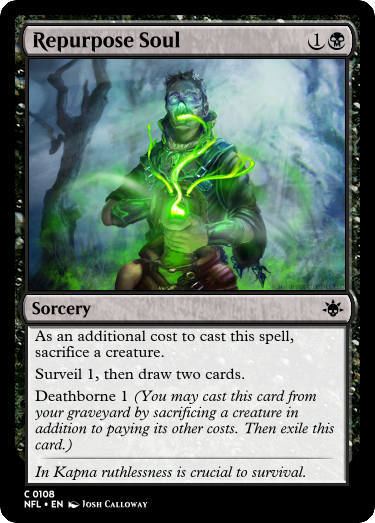 Repurpose Soul 1
Sorcery
As an additional cost to cast this spell,
sacrifice a creature.
Surveil 1, then draw two cards.
Deathborne 1 (You may cast this card from
your graveyard by sacrificing a creature in
addition to paying its other costs. Then exile this
card.)
In Kapna ruthlessness is crucial to survival.
C 0108
NFL • EN Josh Calloway